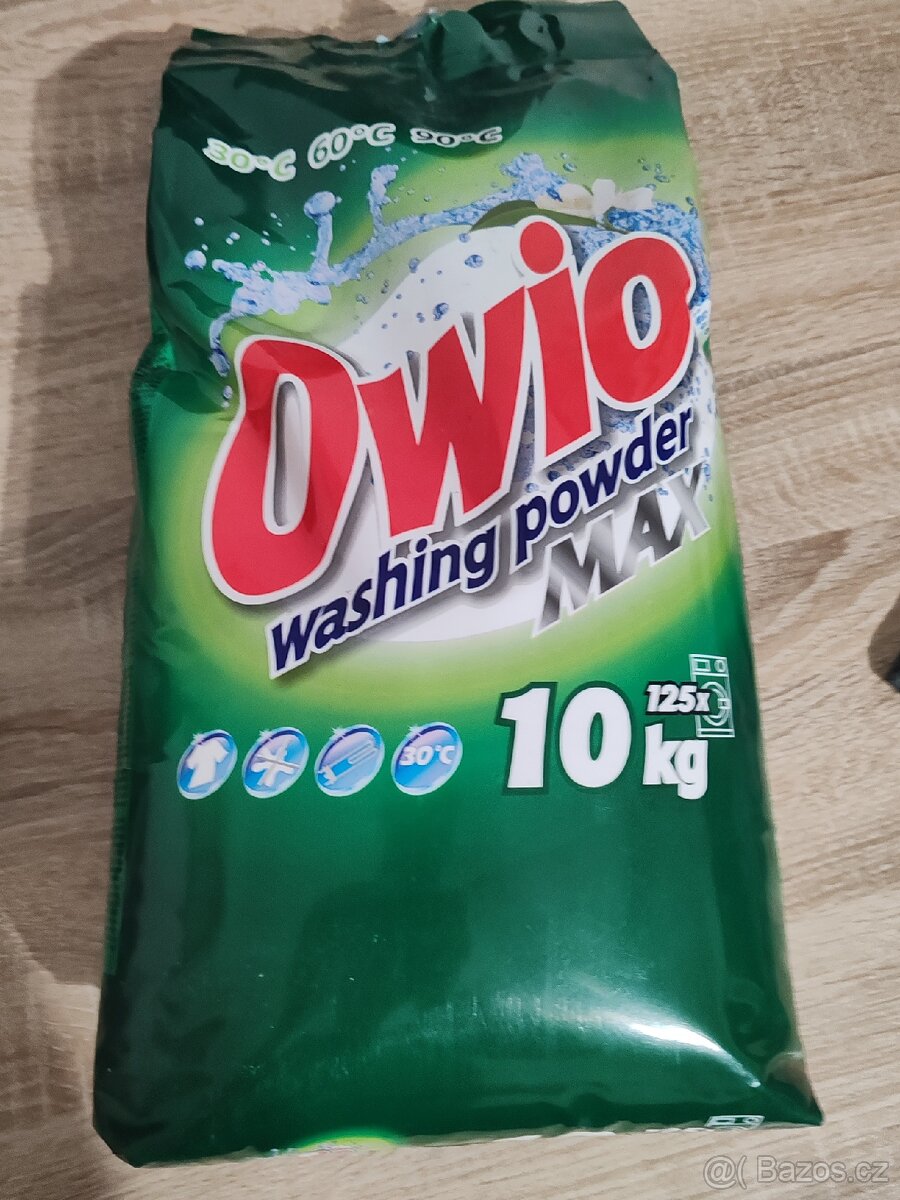 30°C 60°C 90°C
Owio
washing powder
MAX
125x
10 kg
30°C
@( Bazos.cz